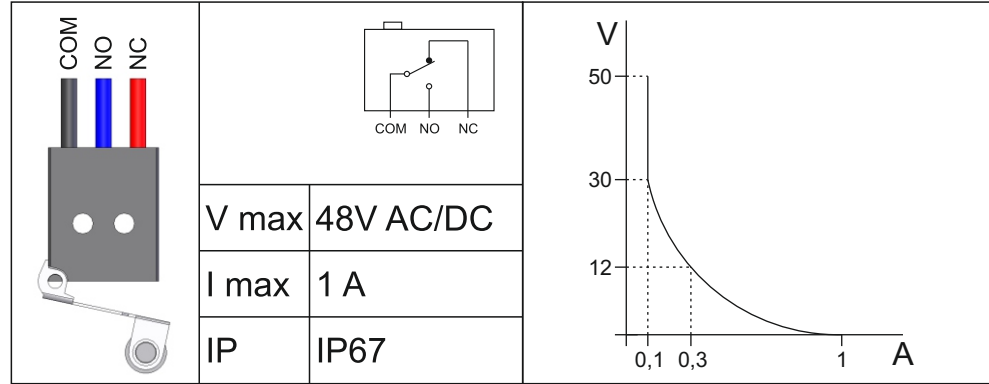 COM
NO
NC
COM NO NC
V max 48V AC/DC
I max 1 A
IP IP67
V
50
30
12
0,1 0,3 1 A